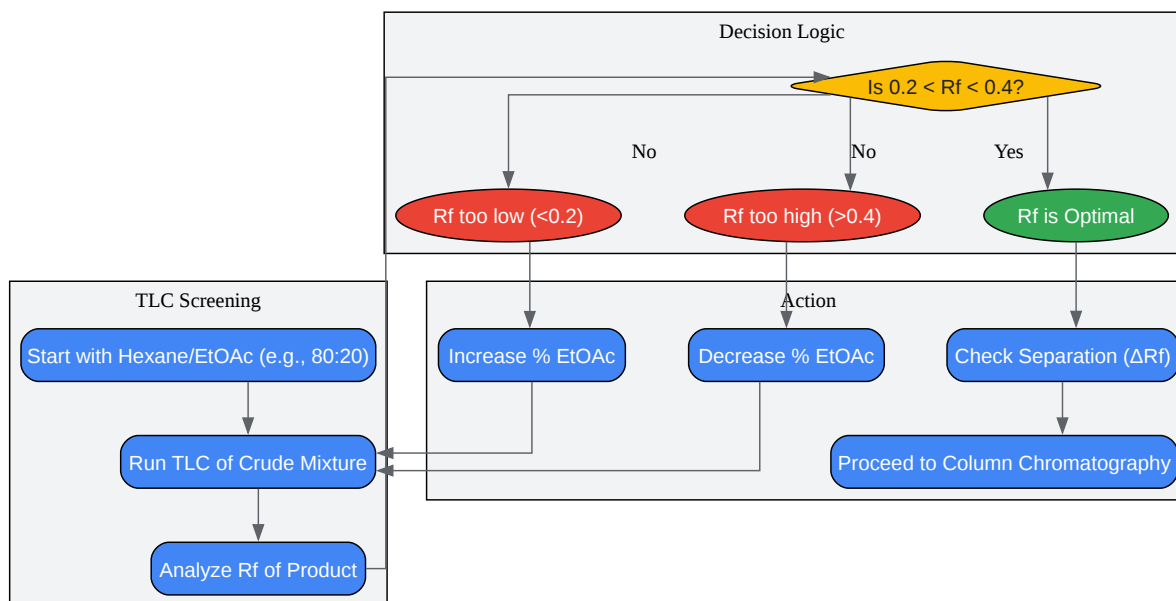 Decision Logic
Is 0.2 < Rf < 0.4?
No
No
Yes
Rf too low (<0.2)
Rf too high (>0.4)
Rf is Optimal
TLC Screening
Start with Hexane/EtOAc (e.g., 80:20)
Run TLC of Crude Mixture
Analyze Rf of Product
Action
Increase % EtOAc
Decrease % EtOAc
Check Separation (ΔRf)
Proceed to Column Chromatography